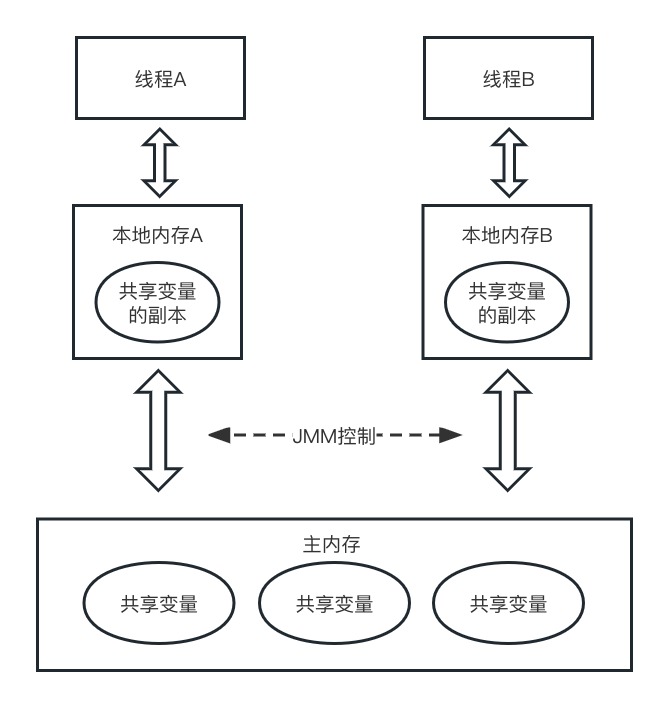 线程A
线程B
本地内存A
共享变量
的副本
本地内存B
共享变量
的副本
JMM控制
主内存
共享变量
共享变量
共享变量